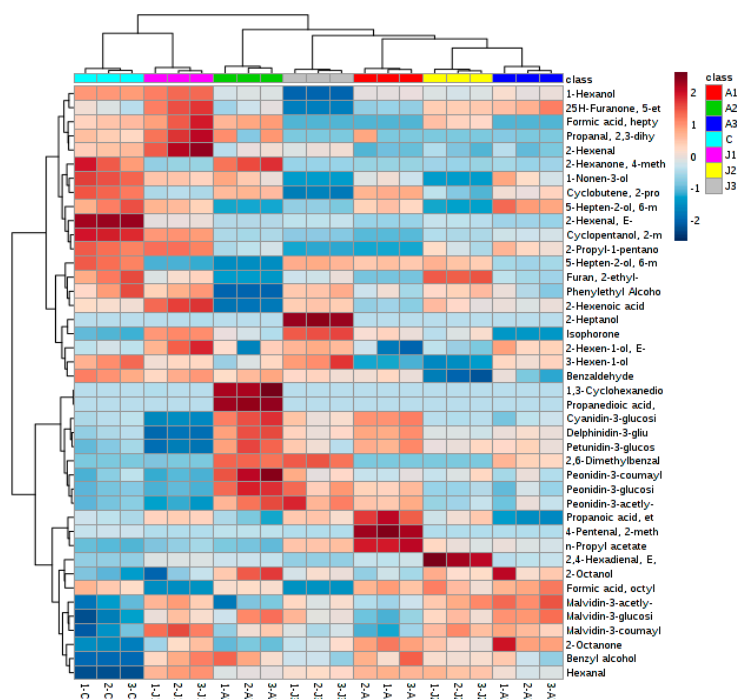 class
1-Hexanol
25H-Furanone, 5-et
Formic acid, hepty
Propanal, 2,3-dihy
2-Hexenal
2-Hexanone, 4-meth
1-Nonen-3-ol
Cyclobutene, 2-pro
5-Hepten-2-ol, 6-m
2-Hexenal, E-
Cyclopentanol, 2-m
2-Propyl-1-pentano
5-Hepten-2-ol, 6-m
Furan, 2-ethyl-
Phenylethyl Alcoho
2-Hexenoic acid
2-Heptanol
Isophorone
2-Hexen-1-ol, E-
3-Hexen-1-ol
Benzaldehyde
1,3-Cyclohexanedio
Propanedioic acid,
Cyanidin-3-glucosi
Delphinidin-3-gliu
Petunidin-3-glucos
2,6-Dimethylbenzal
Peonidin-3-coumayl
Peonidin-3-glucosi
Peonidin-3-acetly-
Propanoic acid, et
4-Pentenal, 2-meth
n-Propyl acetate
2,4-Hexadienal, E,
2-Octanol
Formic acid, octyl
Malvidin-3-acetly-
Malvidin-3-glucosi
Malvidin-3-coumayl
2-Octanone
Benzyl alcohol
Hexanal
1-C
2-C
3-C
1-J
2-J
3-J
1-A
2-A
3-A
1-J
2-J
3-J
2-A
1-A
3-A
1-J
2-J
3-J
1-A
2-A
3-A
2
1
0
-1
-2
class
A1
A2
A3
C
J1
J2
J3